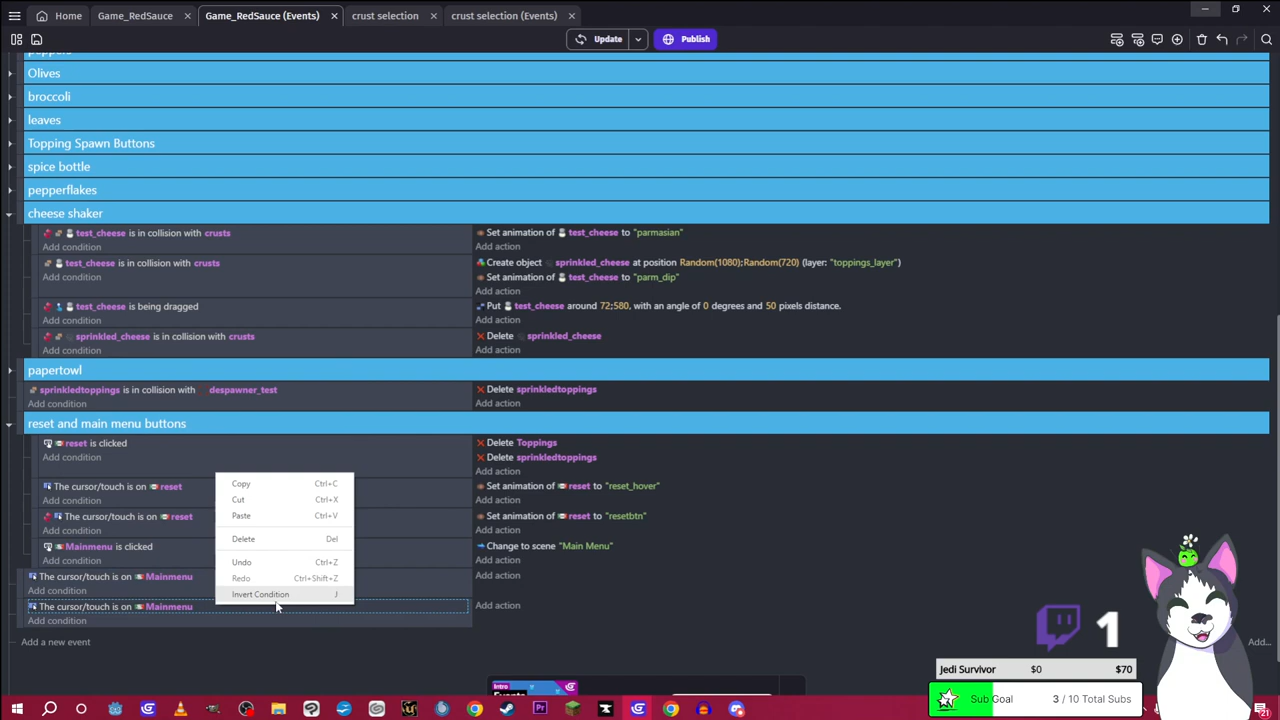 Home
Game_RedSauce
Game_RedSauce (Events)
crust selection
crust selection (Events)
Update
Publish
Olives
broccoli
leaves
Topping Spawn Buttons
spice bottle
pepperflakes
cheese shaker
test_cheese is in collision with crusts
Set animation of test_cheese to "parmasian"
Add condition
Add action
test_cheese is in collision with crusts
Create object sprinkled_cheese at position Random(1080);Random(720) (layer: "toppings_layer")
Add condition
Set animation of test_cheese to "parm_dip"
Add action
test_cheese is being dragged
Put test_cheese around 72;580, with an angle of 0 degrees and 50 pixels distance.
Add condition
Add action
sprinkled_cheese is in collision with crusts
Delete sprinkled_cheese
Add condition
Add action
papertowl
sprinkledtoppings is in collision with despawner_test
Delete sprinkledtoppings
Add condition
Add action
reset and main menu buttons
reset is clicked
Delete Toppings
Add condition
Delete sprinkledtoppings
Add action
The cursor/touch is on reset
Set animation of reset to "reset_hover"
Add condition
Add action
The cursor/touch is on reset
Set animation of reset to "resetbtn"
Add condition
Add action
Mainmenu is clicked
Change to scene "Main Menu"
Add condition
Add action
The cursor/touch is on Mainmenu
Add action
Add condition
The cursor/touch is on Mainmenu
Add action
Add condition
Add a new event
Add...
Copy Ctrl+C
Cut Ctrl+X
Paste Ctrl+V
Delete Del
Undo Ctrl+Z
Redo Ctrl+Shift+Z
Invert Condition J
Intro
Events
1
Jedi Survivor $0 $70
Sub Goal 3 / 10 Total Subs
21